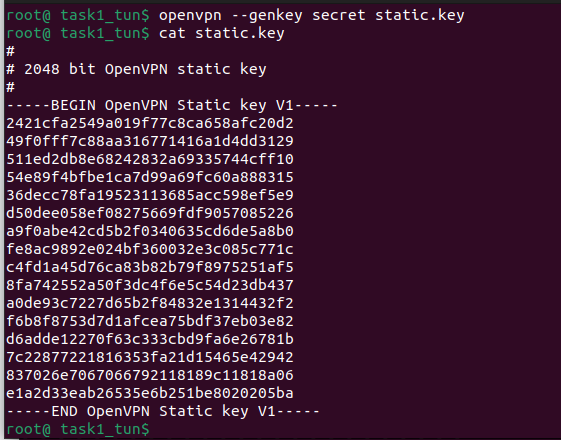 root@ task1_tun$ openvpn --genkey secret static.key
root@ task1_tun$ cat static.key
#
# 2048 bit OpenVPN static key
#
-----BEGIN OpenVPN Static key V1-----
2421cfa2549a019f77c8ca658afc20d2
49f0fff7c88aa316771416a1d4dd3129
511ed2db8e68242832a69335744cff10
54e89f4bfbe1ca7d99a69fc60a888315
36decc78fa19523113685acc598ef5e9
d50dee058ef08275669fdf9057085226
a9f0abe42cd5b2f0340635cd6de5a8b0
fe8ac9892e024bf360032e3c085c771c
c4fd1a45d76ca83b82b79f8975251af5
8fa742552a50f3dc4f6e5c54d23db437
a0de93c7227d65b2f84832e1314432f2
f6b8f8753d7d1afcea75bdf37eb03e82
d6adde12270f63c333cbd9fa6e26781b
7c22877221816353fa21d15465e42942
837026e7067066792118189c11818a06
e1a2d33eab26535e6b251be8020205ba
-----END OpenVPN Static key V1-----
root@ task1_tun$